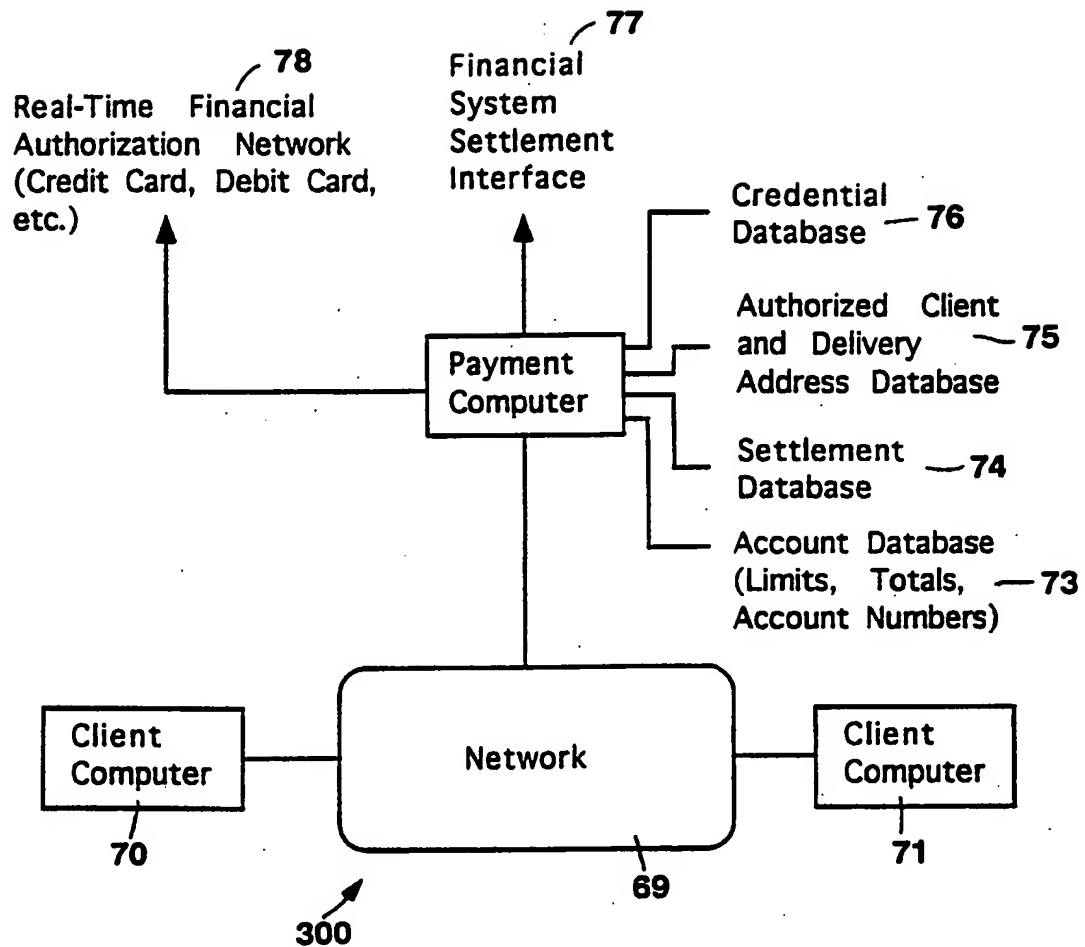 77
78
Financial
System
Settlement
Interface
Real-Time Financial
Authorization Network
(Credit Card, Debit Card,
etc.)
Credential
Database
76
Authorized Client
and Delivery
Address Database
75
Payment
Computer
Settlement
Database
74
Account Database
(Limits, Totals,
Account Numbers)
73
Client
Computer
70
Network
69
Client
Computer
71
300